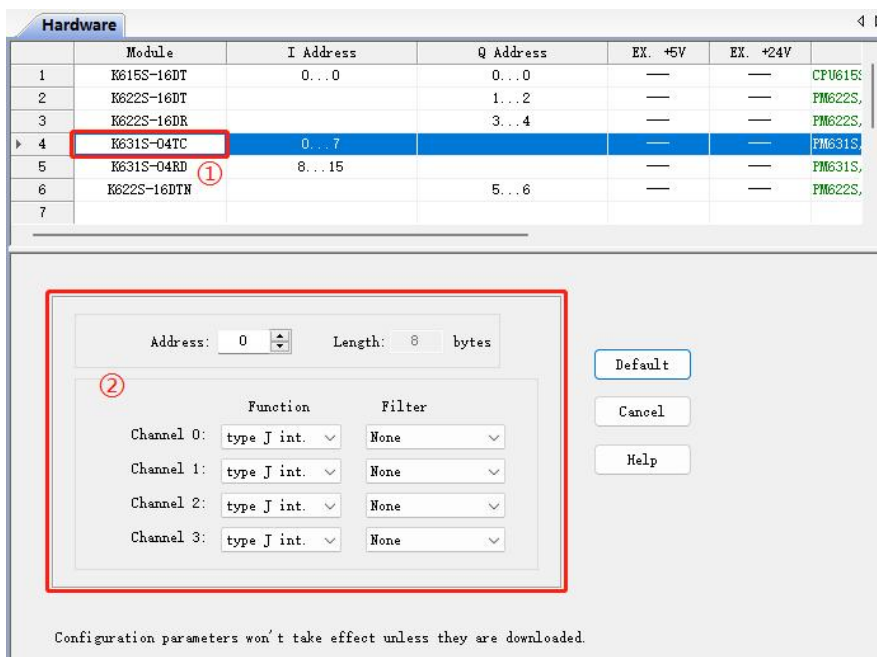 Hardware
Module I Address Q Address EX. +5V EX. +24V
1 K615S-16DT 0...0 0...0 — — CPU615S
2 K622S-16DT 1...2 — — PM622S,
3 K622S-16DR 3...4 — — PM622S,
4 K631S-04TC 0...7 — — PM631S,
5 K631S-04RD 8...15 — — PM631S,
①
6 K622S-16DTN 5...6 — — PM622S,
7
Address: 0 Length: 8 bytes
Default
②
Function Filter
Cancel
Channel 0: type J int. None
Help
Channel 1: type J int. None
Channel 2: type J int. None
Channel 3: type J int. None
Configuration parameters won't take effect unless they are downloaded.